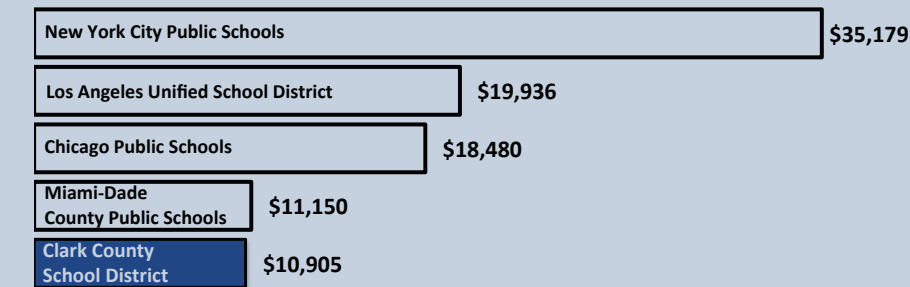 New York City Public Schools
$35,179
Los Angeles Unified School District
$19,936
Chicago Public Schools
$18,480
Miami-Dade
County Public Schools
$11,150
Clark County
School District
$10,905